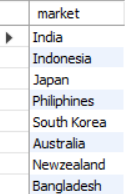 market
India
Indonesia
Japan
Philiphines
South Korea
Australia
Newzealand
Bangladesh